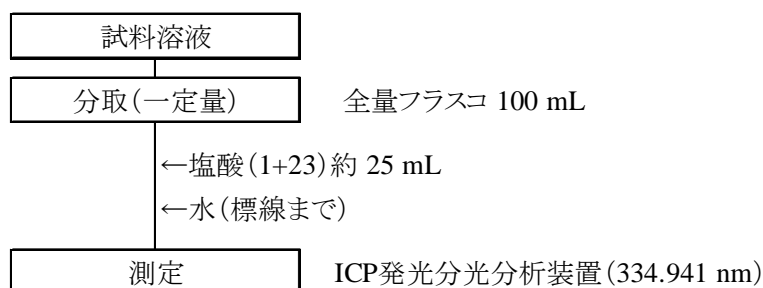 試料溶液
分取(一定量) 全量フラスコ 100 mL
←塩酸(1+23)約 25 mL
←水(標線まで)
測定 ICP発光分光分析装置(334.941 nm)